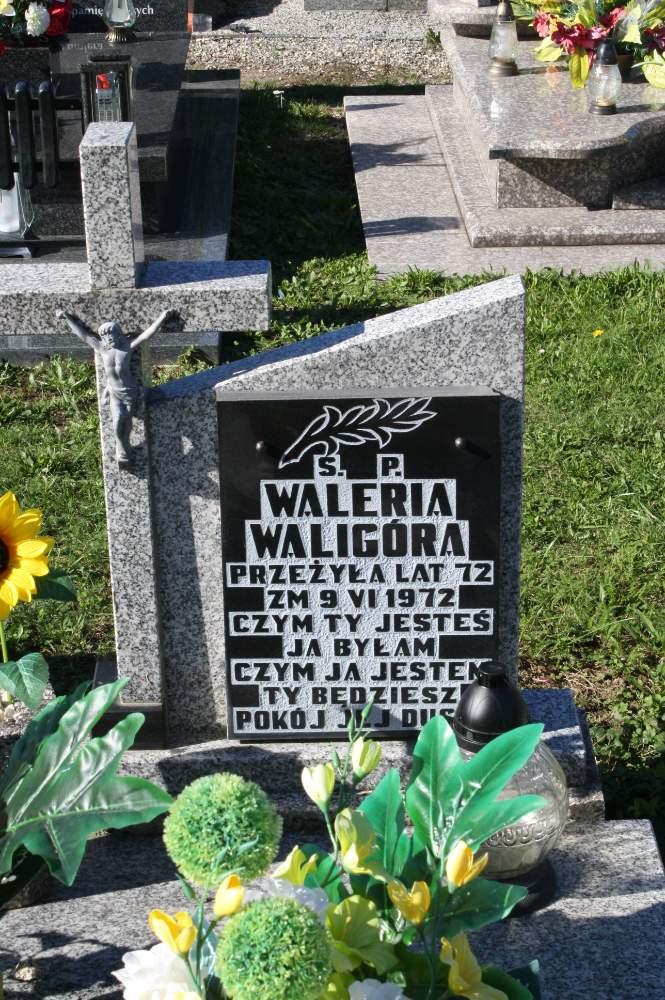 pamięć
Ś. P.
WALERIA
WALIGÓRA
PRZEŻYŁA LAT 72
ZM 9 VI 1972
CZYM TY JESTEŚ
JA BYŁAM
CZYM JA JESTEM
TY BĘDZIESZ
POKÓJ JEJ